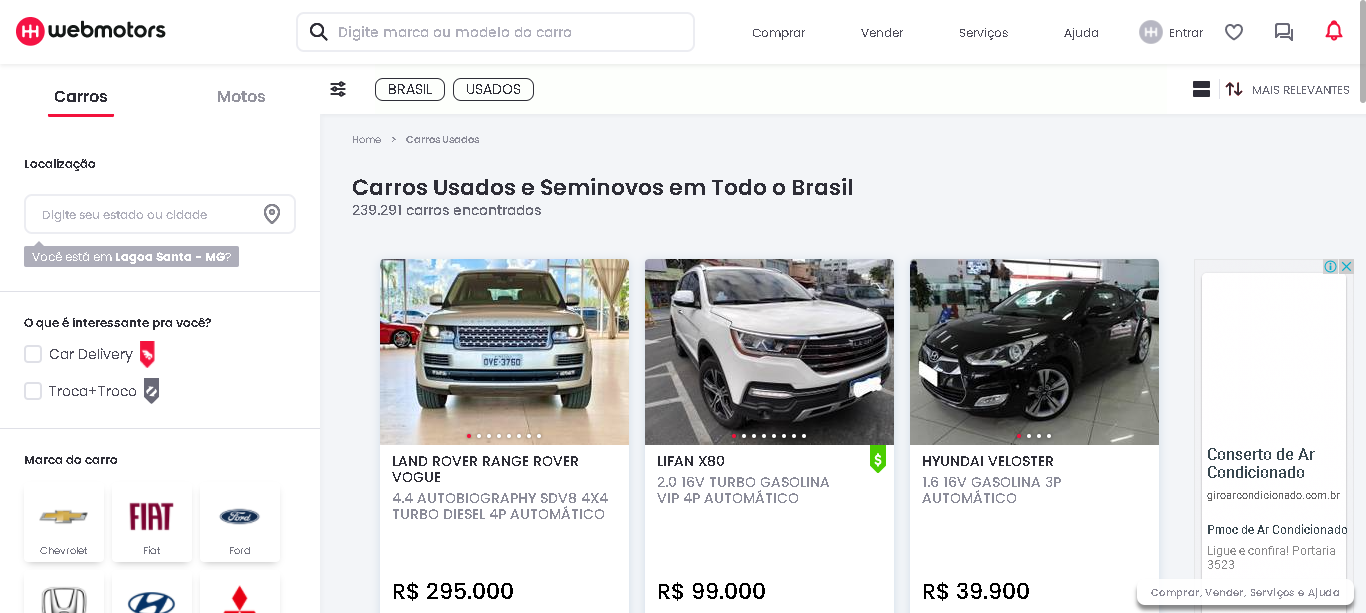 webmotors
Digite marca ou modelo do carro
Comprar
Vender
Serviços
Ajuda
Entrar
Carros
Motos
BRASIL
USADOS
MAIS RELEVANTES
Localização
Digite seu estado ou cidade
Você está em Lagoa Santa - MG?
O que é interessante pra você?
Car Delivery
Troca+Troco
Marca do carro
Chevrolet
FIAT
Fiat
Ford
Ford
Home > Carros Usados
Carros Usados e Seminovos em Todo o Brasil
239.291 carros encontrados
LAND ROVER RANGE ROVER
VOGUE
4.4 AUTOBIOGRAPHY SDV8 4X4
TURBO DIESEL 4P AUTOMÁTICO
R$ 295.000
LIFAN X80
$
2.0 16V TURBO GASOLINA
VIP 4P AUTOMÁTICO
R$ 99.000
HYUNDAI VELOSTER
1.6 16V GASOLINA 3P
AUTOMÁTICO
R$ 39.900
Conserto de Ar
Condicionado
giroarcondicionado.com.br
Pmoc de Ar Condicionado
Ligue e confira! Portaria
3523
Comprar, Vender, Serviços e Ajuda